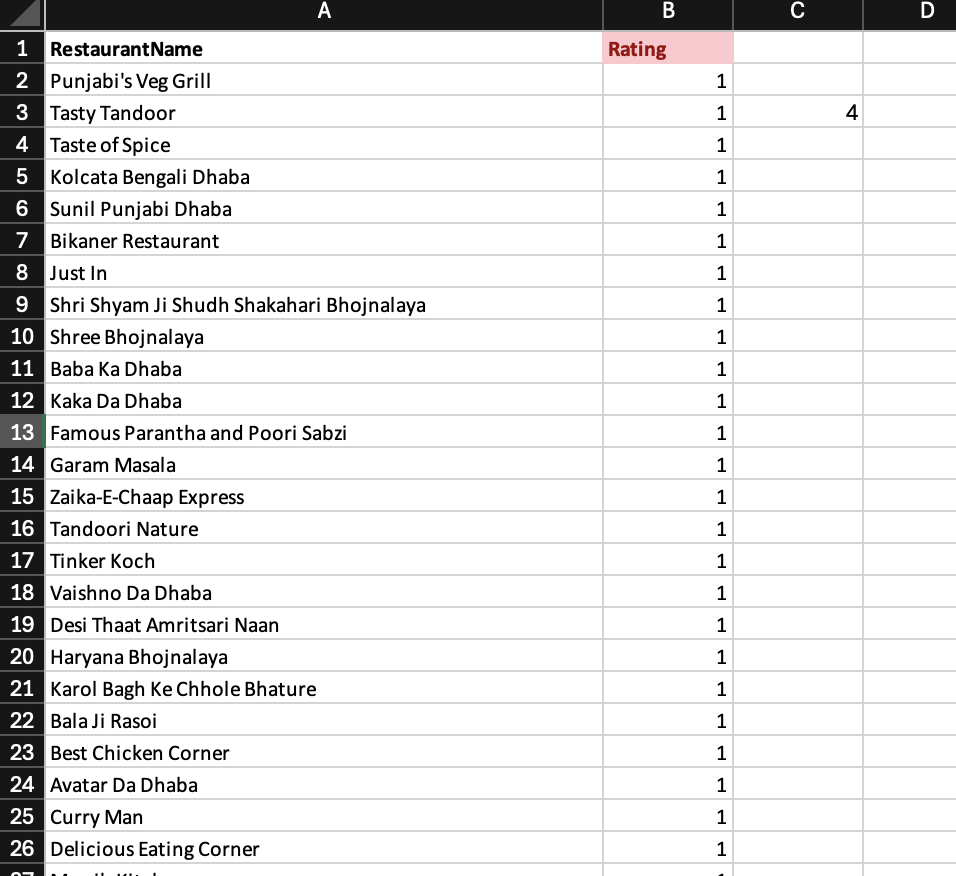 A B C D
1 RestaurantName Rating
2 Punjabi's Veg Grill 1
3 Tasty Tandoor 1 4
4 Taste of Spice 1
5 Kolcata Bengali Dhaba 1
6 Sunil Punjabi Dhaba 1
7 Bikaner Restaurant 1
8 Just In 1
9 Shri Shyam Ji Shudh Shakahari Bhojnalaya 1
10 Shree Bhojnalaya 1
11 Baba Ka Dhaba 1
12 Kaka Da Dhaba 1
13 Famous Parantha and Poori Sabzi 1
14 Garam Masala 1
15 Zaika-E-Chaap Express 1
16 Tandoori Nature 1
17 Tinker Koch 1
18 Vaishno Da Dhaba 1
19 Desi Thaat Amritsari Naan 1
20 Haryana Bhojnalaya 1
21 Karol Bagh Ke Chhole Bhature 1
22 Bala Ji Rasoi 1
23 Best Chicken Corner 1
24 Avatar Da Dhaba 1
25 Curry Man 1
26 Delicious Eating Corner 1